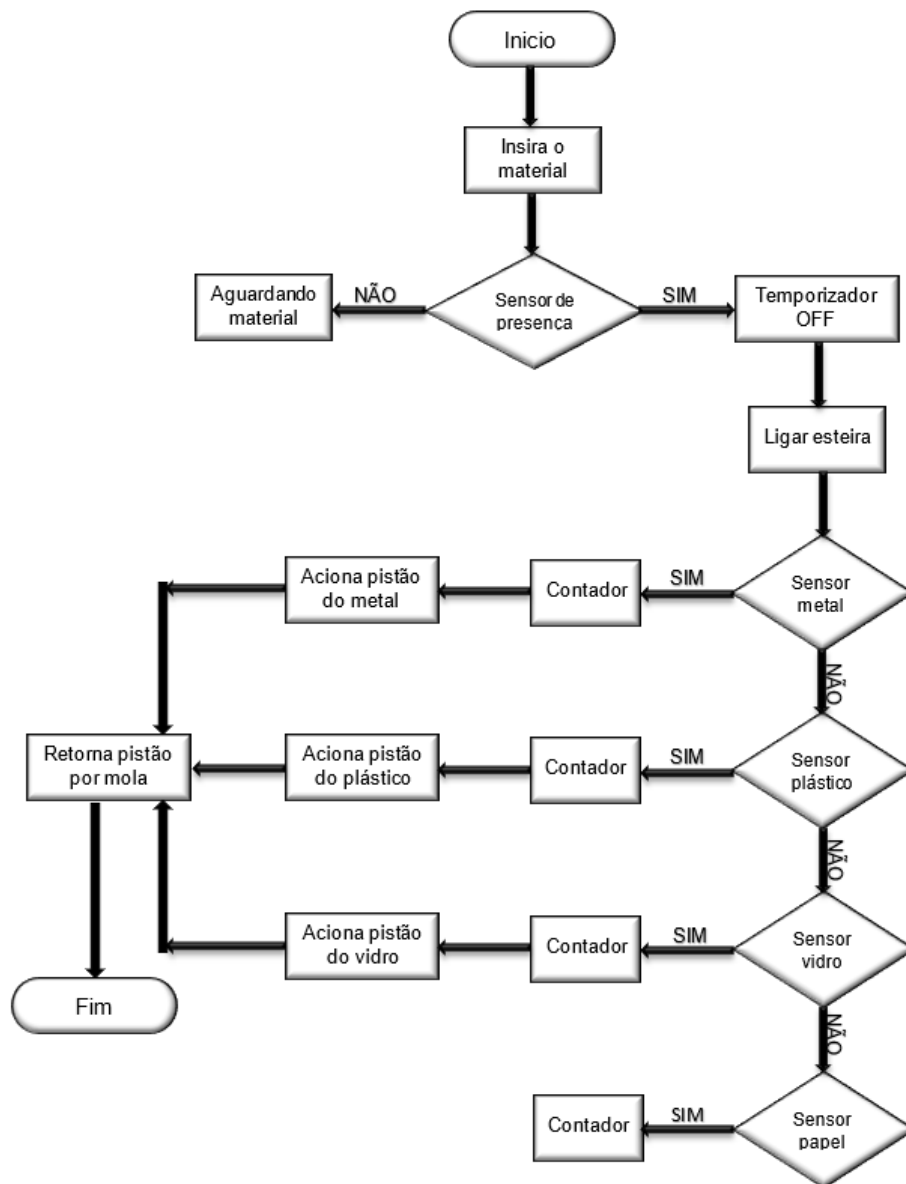 Inicio
Insira o
material
Aguardando
material
NÃO
Sensor de
presenca
SIM
Temporizador
OFF
Ligar esteira
Aciona pistão
do metal
Contador
SIM
Sensor
metal
NÃO
Retorna pistão
por mola
Aciona pistão
do plástico
Contador
SIM
Sensor
plástico
NÃO
Aciona pistão
do vidro
Contador
SIM
Sensor
vidro
Fim
NÃO
Contador
SIM
Sensor
papel